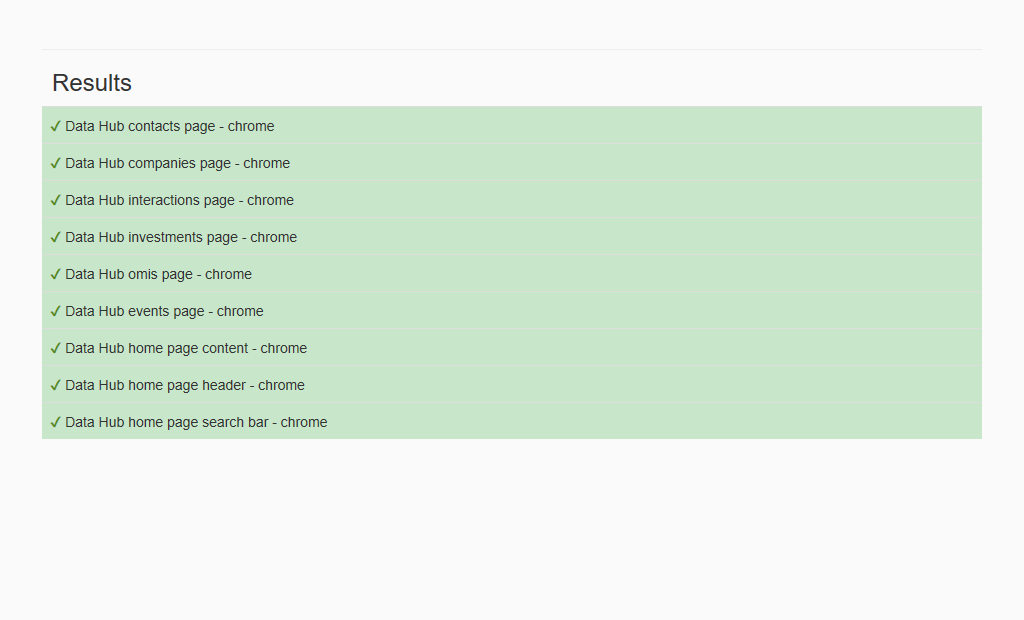 Results
✓ Data Hub contacts page - chrome
✓ Data Hub companies page - chrome
✓ Data Hub interactions page - chrome
✓ Data Hub investments page - chrome
✓ Data Hub omis page - chrome
✓ Data Hub events page - chrome
✓ Data Hub home page content - chrome
✓ Data Hub home page header - chrome
✓ Data Hub home page search bar - chrome